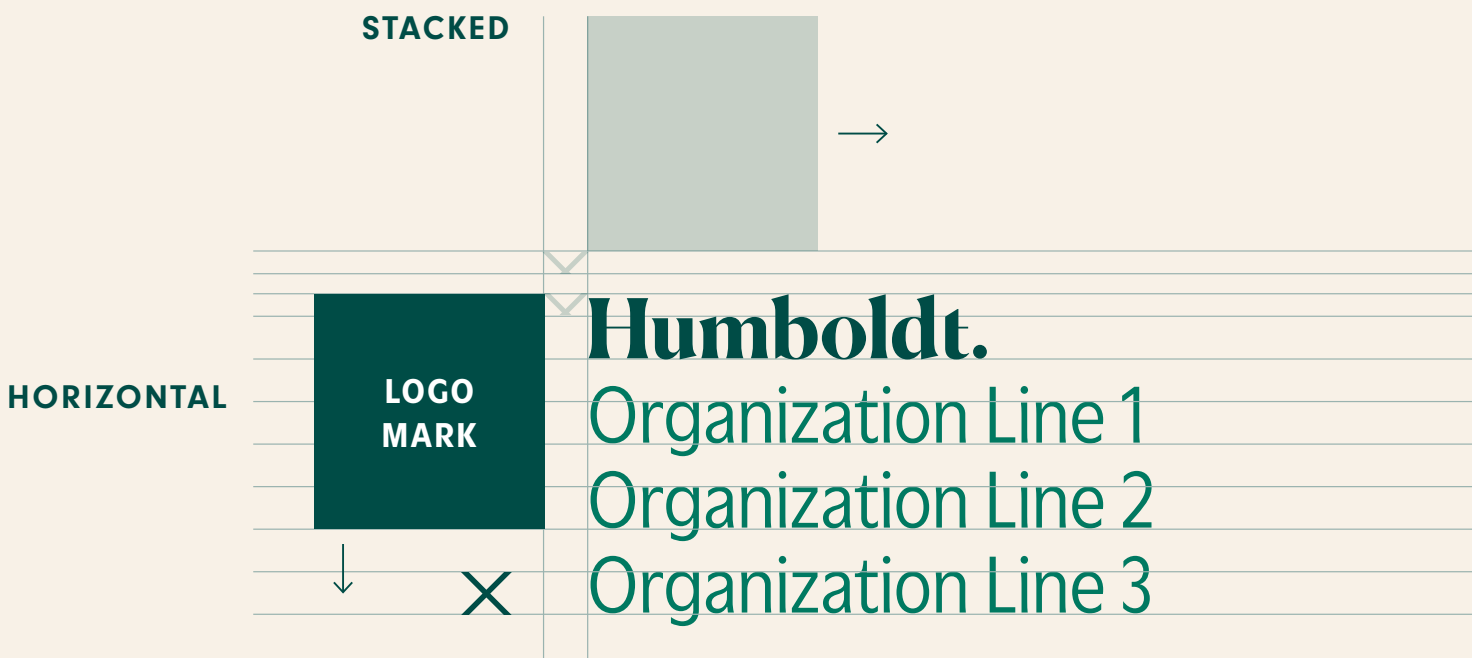 STACKED
Humboldt.
HORIZONTAL
LOGO
MARK
Organization Line 1
Organization Line 2
Organization Line 3